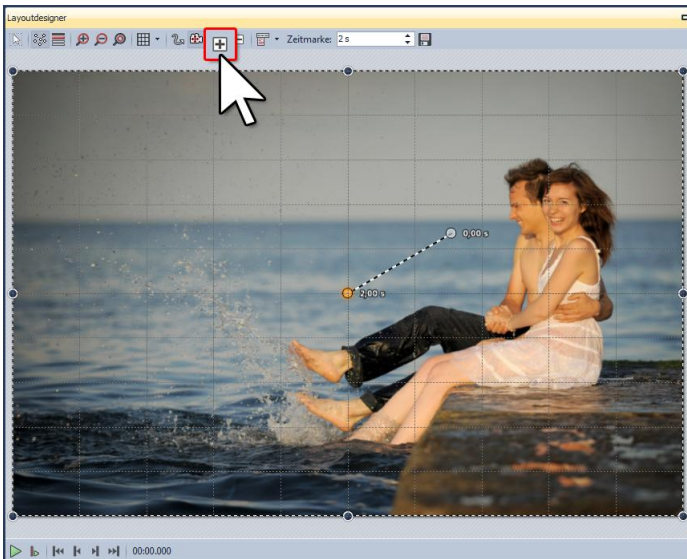 Layoutdesigner
Zeitmarke: 2 s
0,00 s
2,00 s
00:00.000